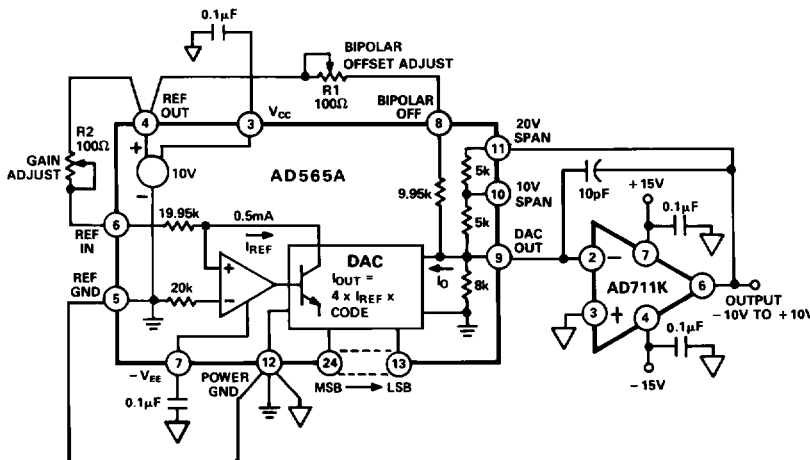 0.1µF
BIPOLAR
OFFSET ADJUST
R1
100Ω
REF
OUT
VCC
BIPOLAR
OFF
20V
SPAN
4
3
8
11
R2
100Ω
GAIN
ADJUST
+
10V
−
AD565A
9.95k
5k
10
10V
SPAN
5k
10pF
+15V
0.1µF
6
REF
IN
19.95k
0.5mA
IREF
DAC
IOUT =
4 x IREF x
CODE
IO
9
DAC
OUT
8k
2
−
7
AD711K
6
3
+
4
OUTPUT
−10V TO +10V
0.1µF
−15V
REF
GND
5
20k
+
−
7
−VEE
0.1µF
POWER
GND
12
24
13
MSB
LSB